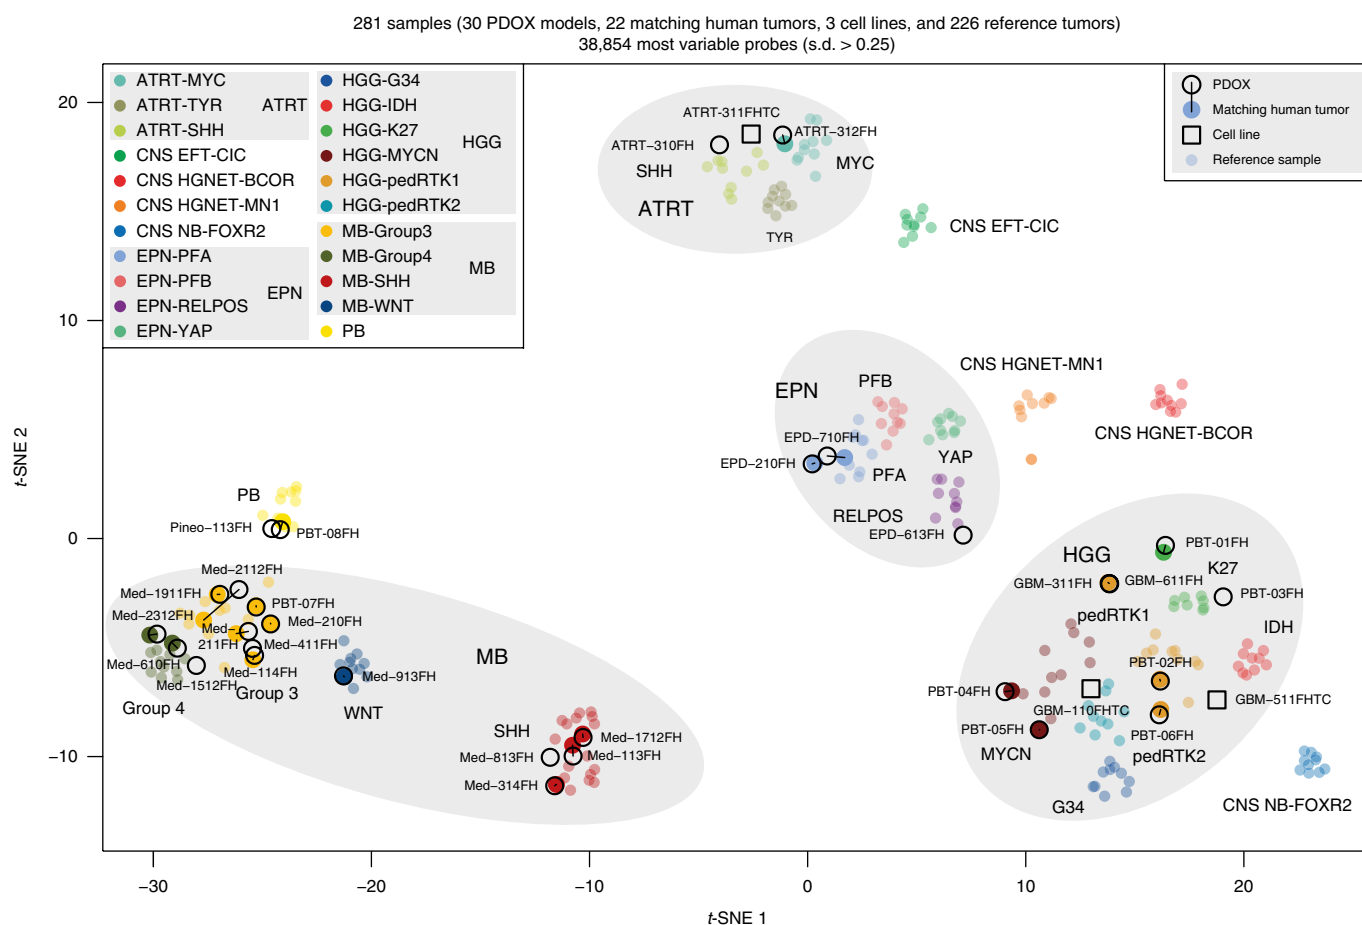 281 samples (30 PDOX models, 22 matching human tumors, 3 cell lines, and 226 reference tumors)
38,854 most variable probes (s.d. > 0.25)
ATRT-MYC
ATRT-TYR
ATRT-SHH
ATRT
CNS EFT-CIC
CNS HGNET-BCOR
CNS HGNET-MN1
CNS NB-FOXR2
EPN-PFA
EPN-PFB
EPN-RELPOS
EPN-YAP
EPN
HGG-G34
HGG-IDH
HGG-K27
HGG-MYCN
HGG-pedRTK1
HGG-pedRTK2
HGG
MB-Group3
MB-Group4
MB-SHH
MB-WNT
MB
PB
PDOX
Matching human tumor
Cell line
Reference sample
ATRT-311FHTC
ATRT-312FH
ATRT-310FH
MYC
SHH
ATRT
TYR
CNS EFT-CIC
EPN
PFB
EPD-710FH
EPD-210FH
YAP
PFA
RELPOS
EPD-613FH
CNS HGNET-MN1
CNS HGNET-BCOR
PB
Pineo-113FH
PBT-08FH
Med-2112FH
Med-1911FH
PBT-07FH
Med-2312FH
Med-210FH
Med-
211FH
Med-411FH
Med-610FH
Med-114FH
Med-1512FH
Group 3
Group 4
Med-913FH
WNT
MB
SHH
Med-1712FH
Med-813FH
Med-113FH
Med-314FH
HGG
PBT-01FH
K27
GBM-311FH
GBM-611FH
PBT-03FH
pedRTK1
IDH
PBT-02FH
PBT-04FH
GBM-511FHTC
GBM-110FHTC
PBT-05FH
PBT-06FH
MYCN
pedRTK2
G34
CNS NB-FOXR2
20
10
0
−10
t-SNE 2
−30
−20
−10
0
10
20
t-SNE 1